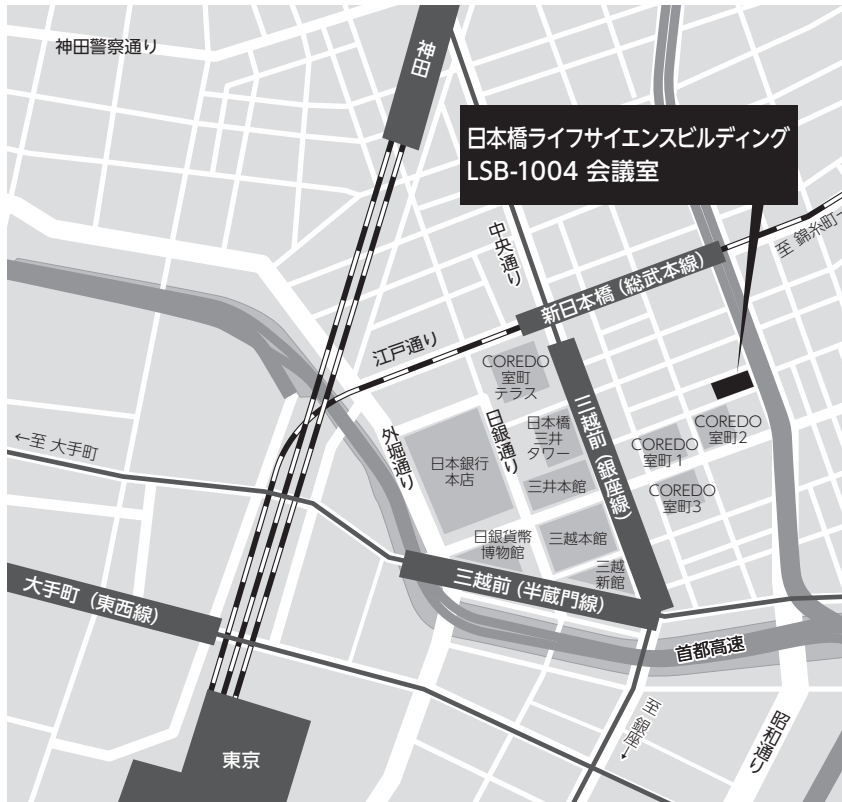 神田警察通り
神田
日本橋ライフサイエンスビルディング
LSB-1004 会議室
至 錦糸町→
中央通り
新日本橋（総武本線）
江戸通り
COREDO
室町
テラス
三越前（銀座線）
←至 大手町
外堀通り
日銀通り
日本橋
三井
タワー
COREDO
室町1
COREDO
室町2
日本銀行
本店
三井本館
COREDO
室町3
日銀貨幣
博物館
三越本館
三越
新館
大手町（東西線）
三越前（半蔵門線）
首都高速
至 銀座→
昭和通り
東京